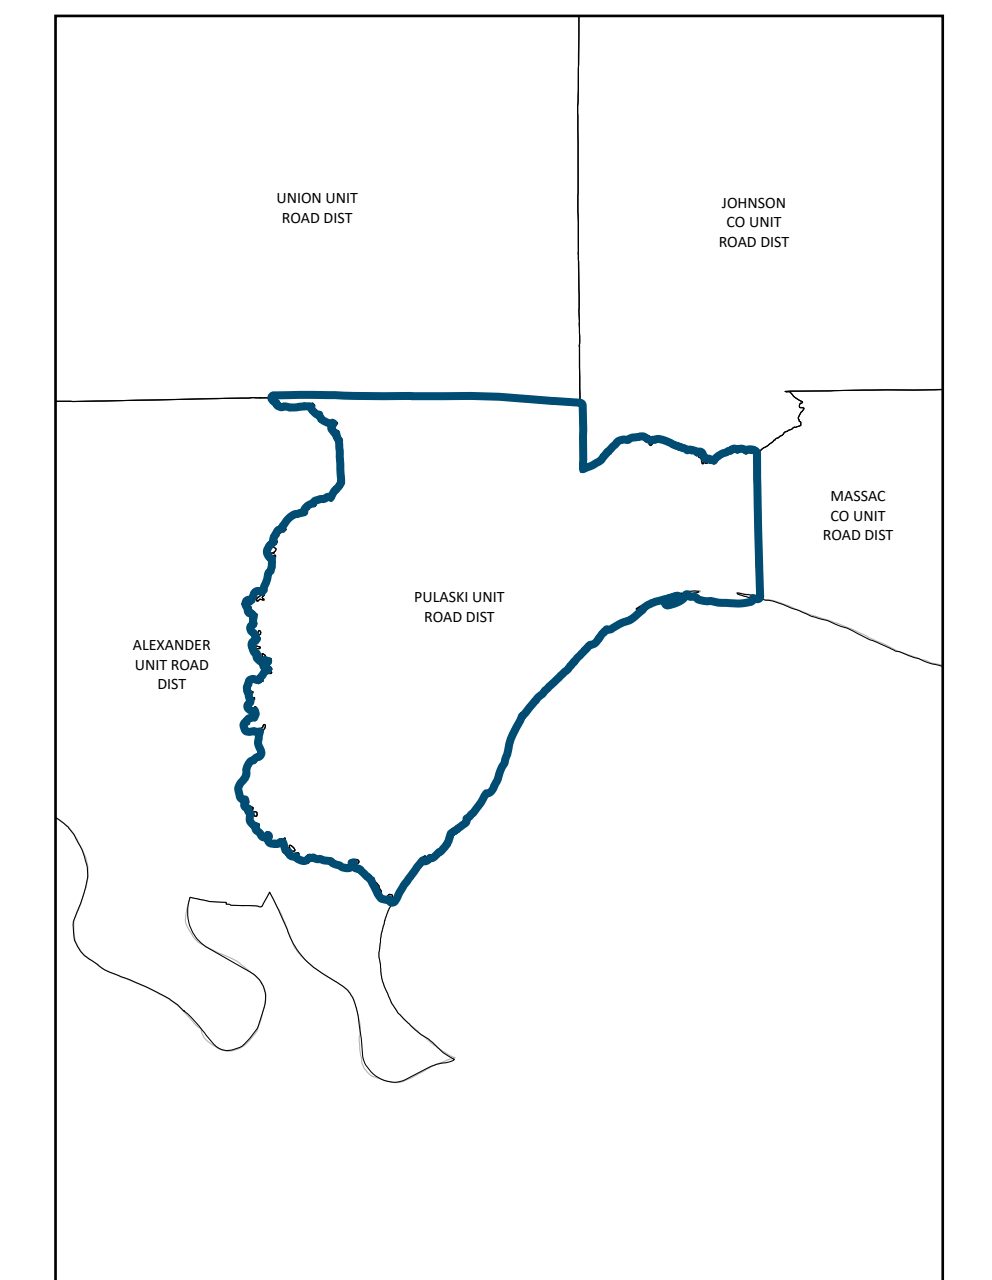 UNION UNIT
ROAD DIST
JOHNSON
CO UNIT
ROAD DIST
MASSAC
CO UNIT
ROAD DIST
PULASKI UNIT
ROAD DIST
ALEXANDER
UNIT ROAD
DIST